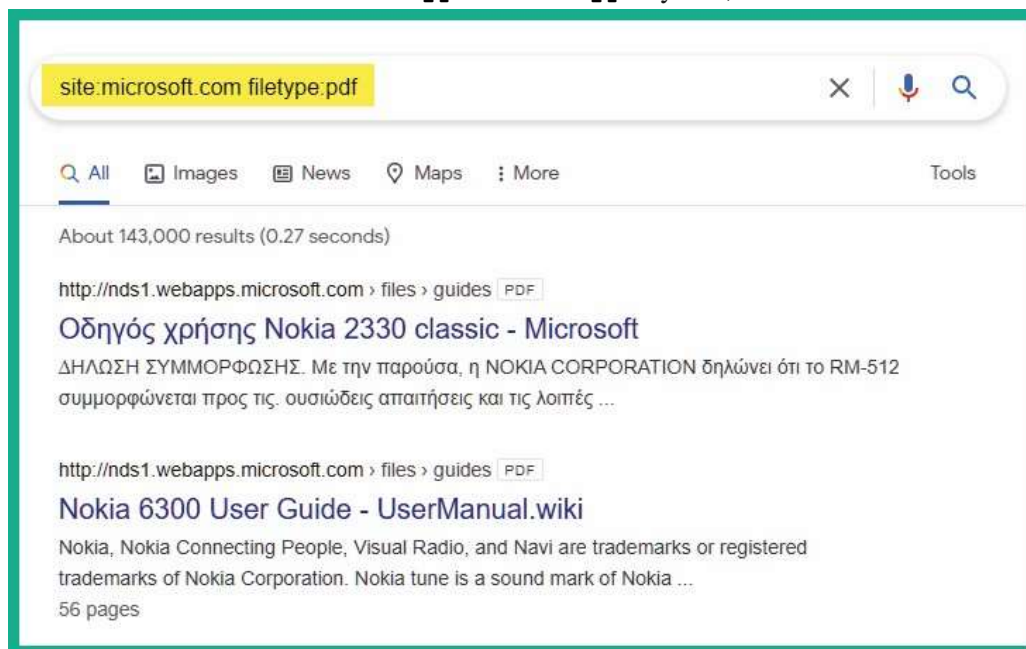 site:microsoft.com filetype:pdf
All Images News Maps More Tools
About 143,000 results (0.27 seconds)
http://nds1.webapps.microsoft.com › files › guides PDF
Οδηγός χρήσης Nokia 2330 classic - Microsoft
ΔΗΛΩΣΗ ΣΥΜΜΟΡΦΩΣΗΣ. Με την παρούσα, η NOKIA CORPORATION δηλώνει ότι το RM-512
συμμορφώνεται προς τις. ουσιώδεις απαιτήσεις και τις λοιπές ...
http://nds1.webapps.microsoft.com › files › guides PDF
Nokia 6300 User Guide - UserManual.wiki
Nokia, Nokia Connecting People, Visual Radio, and Navi are trademarks or registered
trademarks of Nokia Corporation. Nokia tune is a sound mark of Nokia ...
56 pages